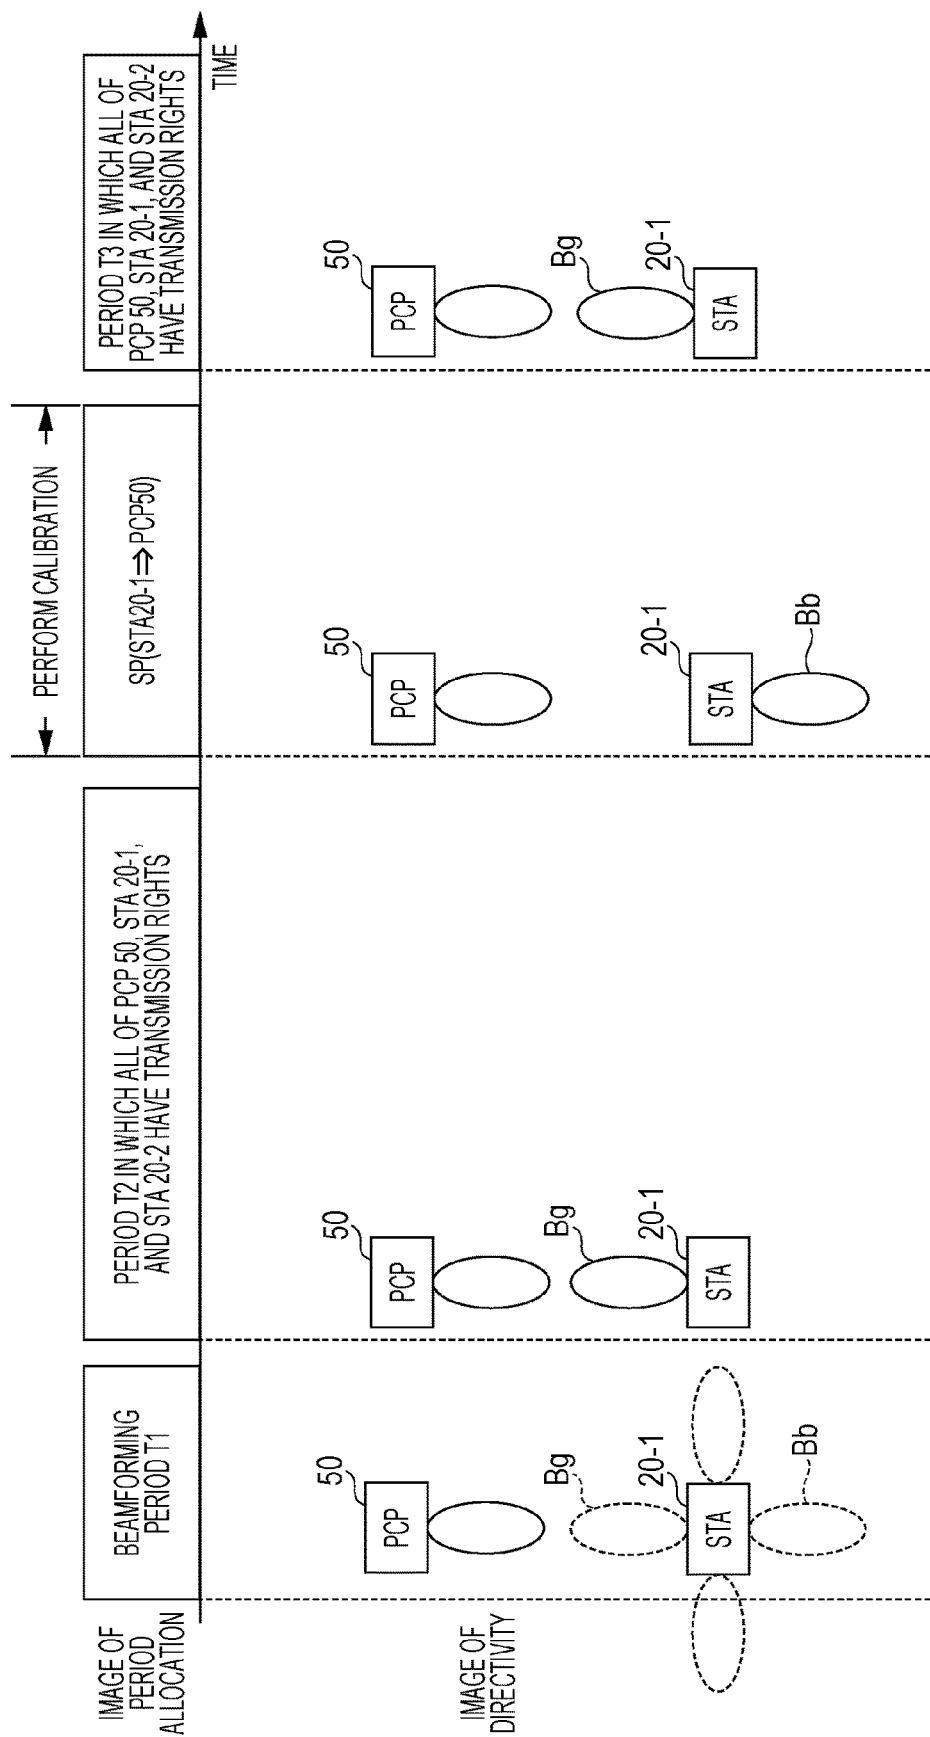 PERFORM CALIBRATION
IMAGE OF
PERIOD
ALLOCATION
BEAMFORMING
PERIOD T1
PERIOD T2 IN WHICH ALL OF PCP 50, STA 20-1,
AND STA 20-2 HAVE TRANSMISSION RIGHTS
SP(STA20-1⇒PCP50)
PERIOD T3 IN WHICH ALL OF
PCP 50, STA 20-1, AND STA 20-2
HAVE TRANSMISSION RIGHTS
TIME
IMAGE OF
DIRECTIVITY
50
PCP
Bg
20-1
STA
Bb
50
PCP
Bg
20-1
STA
50
PCP
20-1
STA
Bb
50
PCP
Bg
20-1
STA